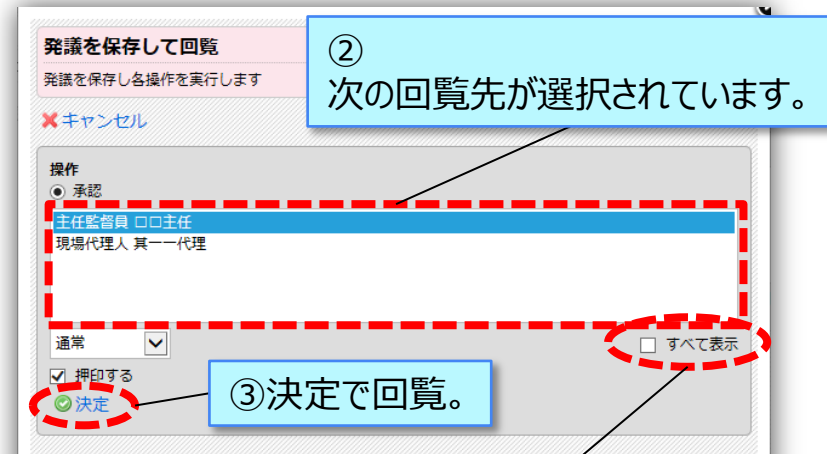 発議を保存して回覧
発議を保存し各操作を実行します
②
次の回覧先が選択されています。
キャンセル
操作
承認
主任監督員 □□主任
現場代理人 某一一代理
通常
すべて表示
押印する
決定
③決定で回覧。